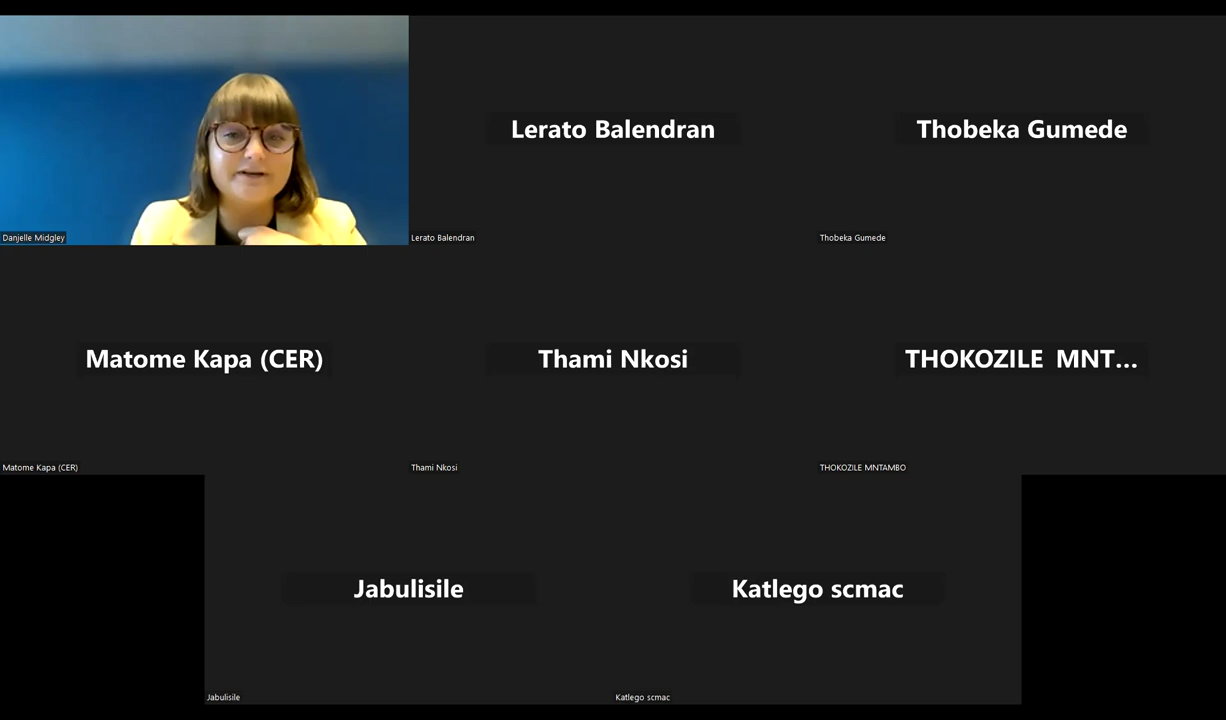 Lerato Balendran
Thobeka Gumede
Danjelle Midgley
Lerato Balendran
Thobeka Gumede
Matome Kapa (CER)
Thami Nkosi
THOKOZILE MNT...
Matome Kapa (CER)
Thami Nkosi
THOKOZILE MNTAMBO
Jabulisile
Katlego scmac
Jabulisile
Katlego scmac